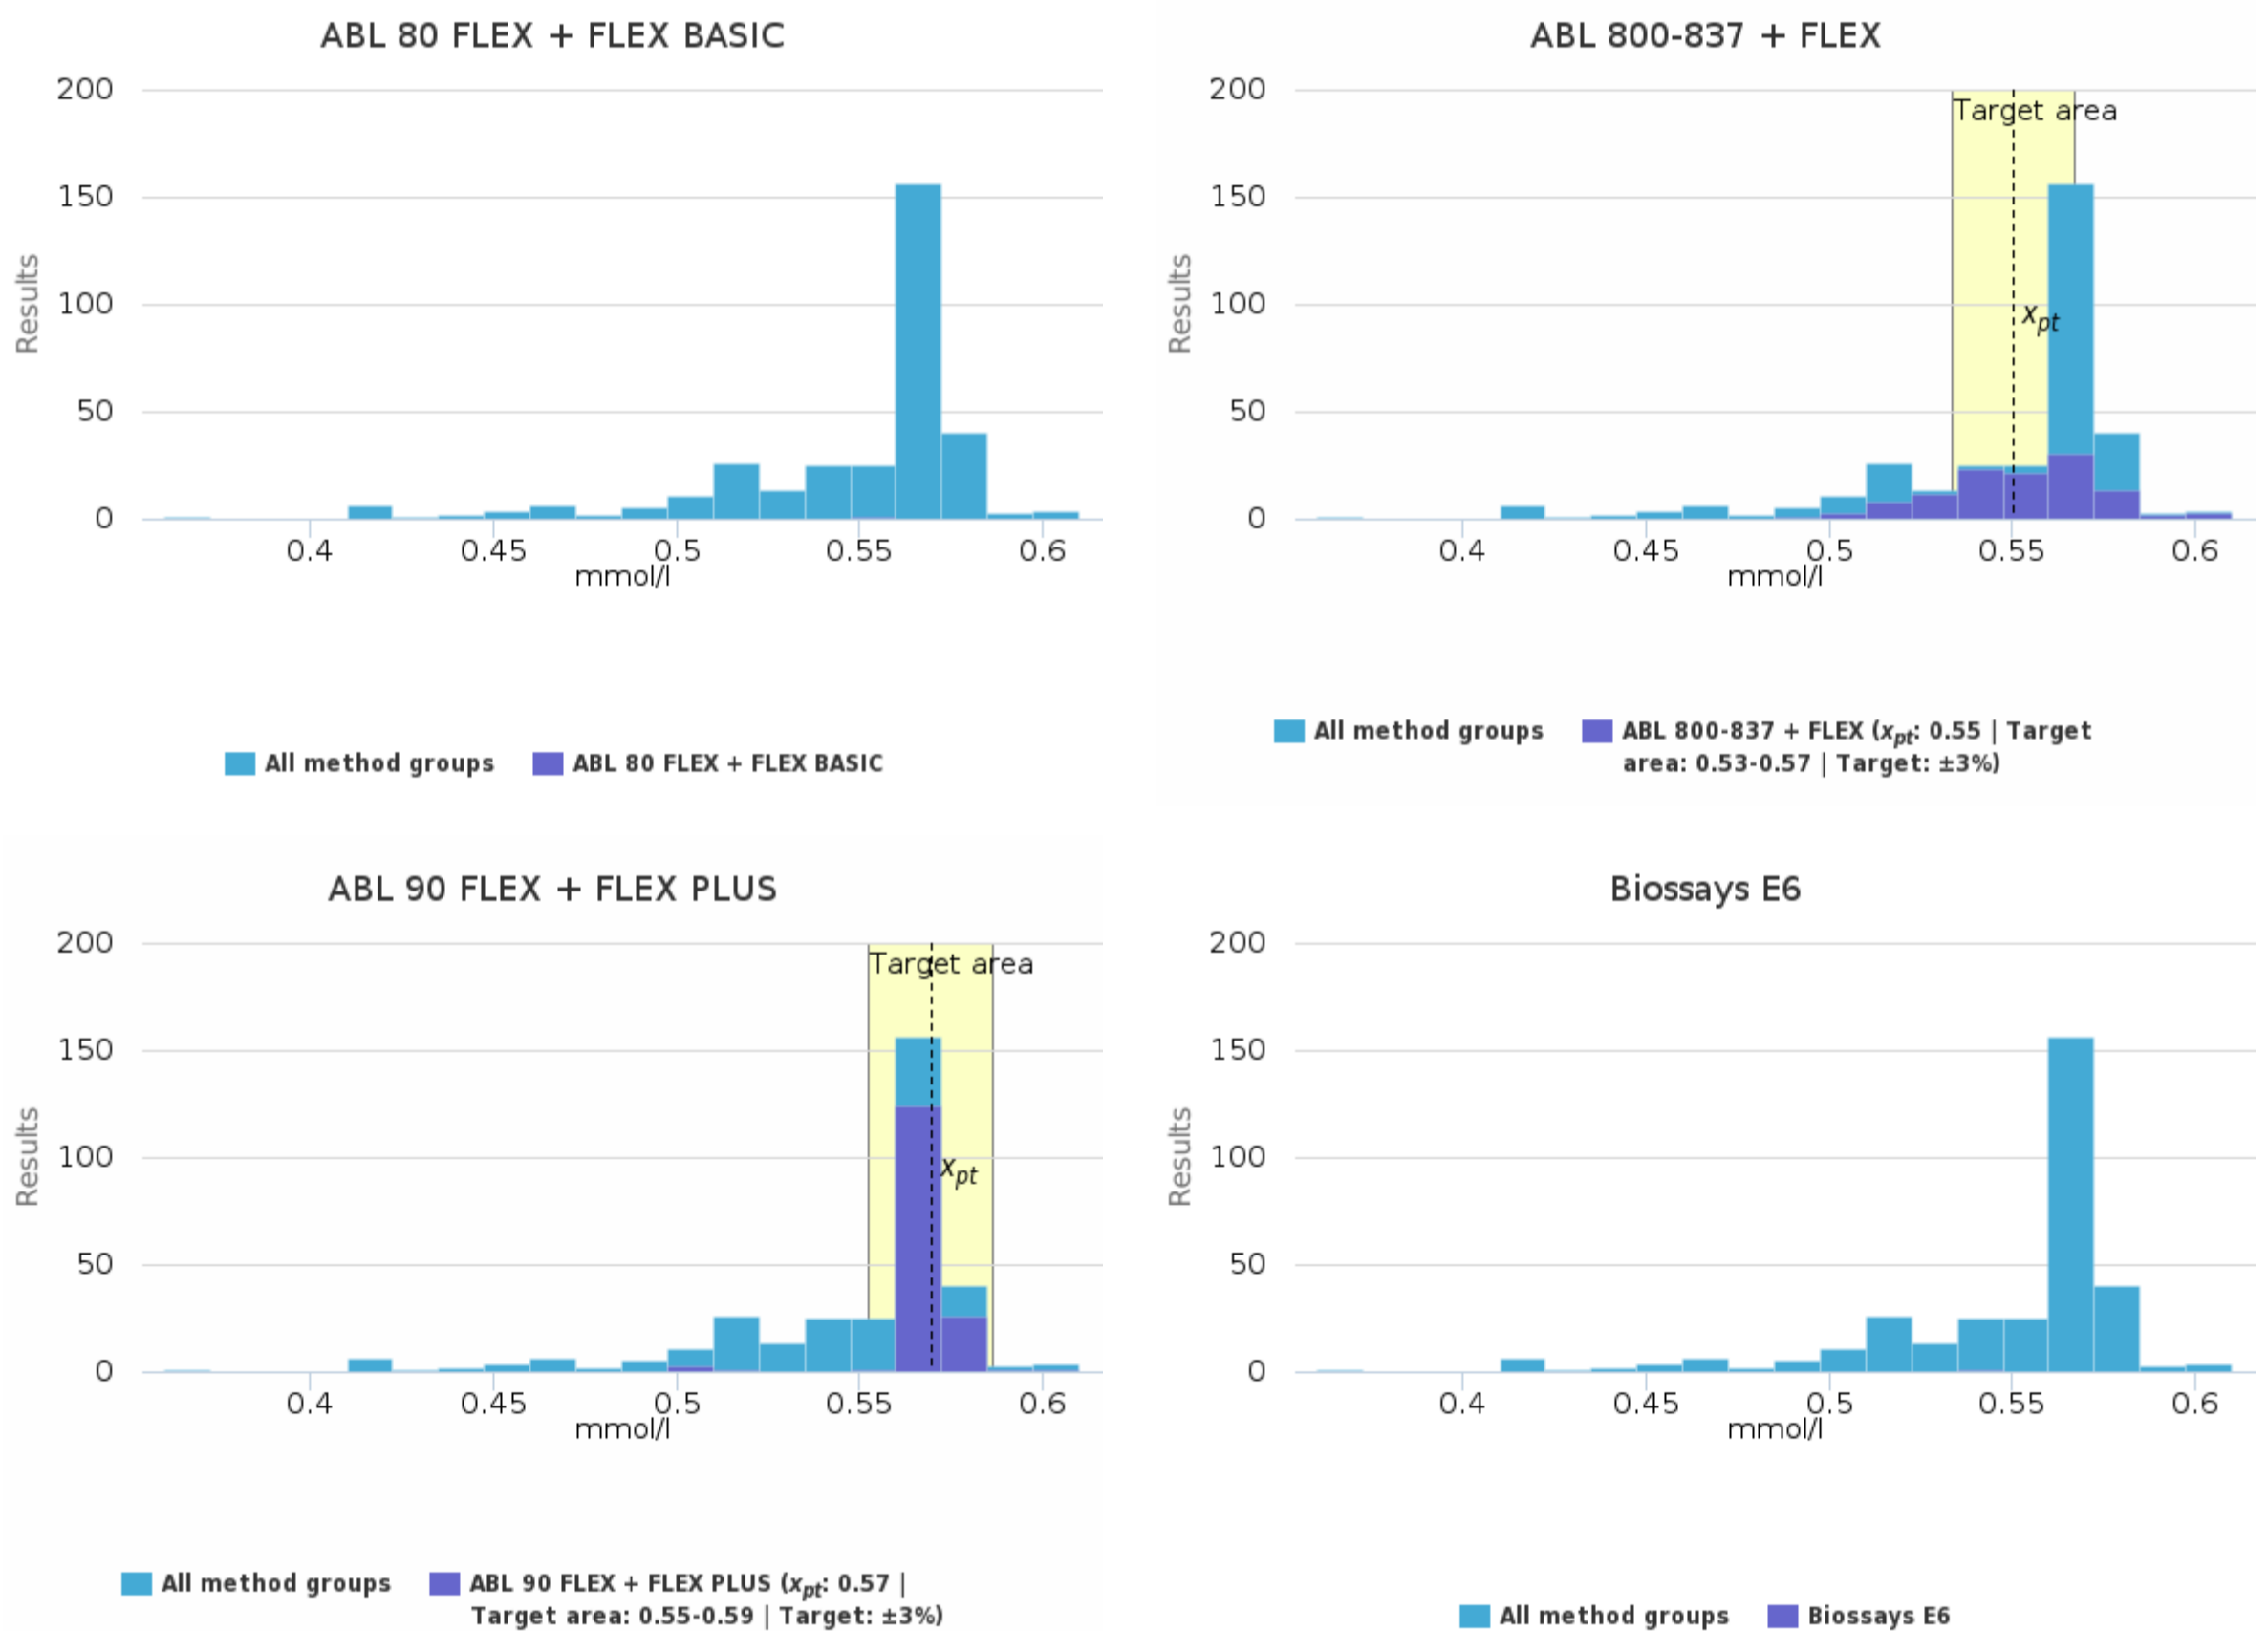 ABL 80 FLEX + FLEX BASIC
200
150
100
50
0
Results
0.4 0.45 0.5 0.55 0.6
mmol/l
All method groups ABL 80 FLEX + FLEX BASIC
ABL 800-837 + FLEX
200
150
100
50
0
Results
Target area
xpt
0.4 0.45 0.5 0.55 0.6
mmol/l
All method groups ABL 800-837 + FLEX (xpt: 0.55 | Target
area: 0.53-0.57 | Target: ±3%)
ABL 90 FLEX + FLEX PLUS
200
150
100
50
0
Results
Target area
xpt
0.4 0.45 0.5 0.55 0.6
mmol/l
All method groups ABL 90 FLEX + FLEX PLUS (xpt: 0.57 |
Target area: 0.55-0.59 | Target: ±3%)
Biossays E6
200
150
100
50
0
Results
0.4 0.45 0.5 0.55 0.6
mmol/l
All method groups Biossays E6